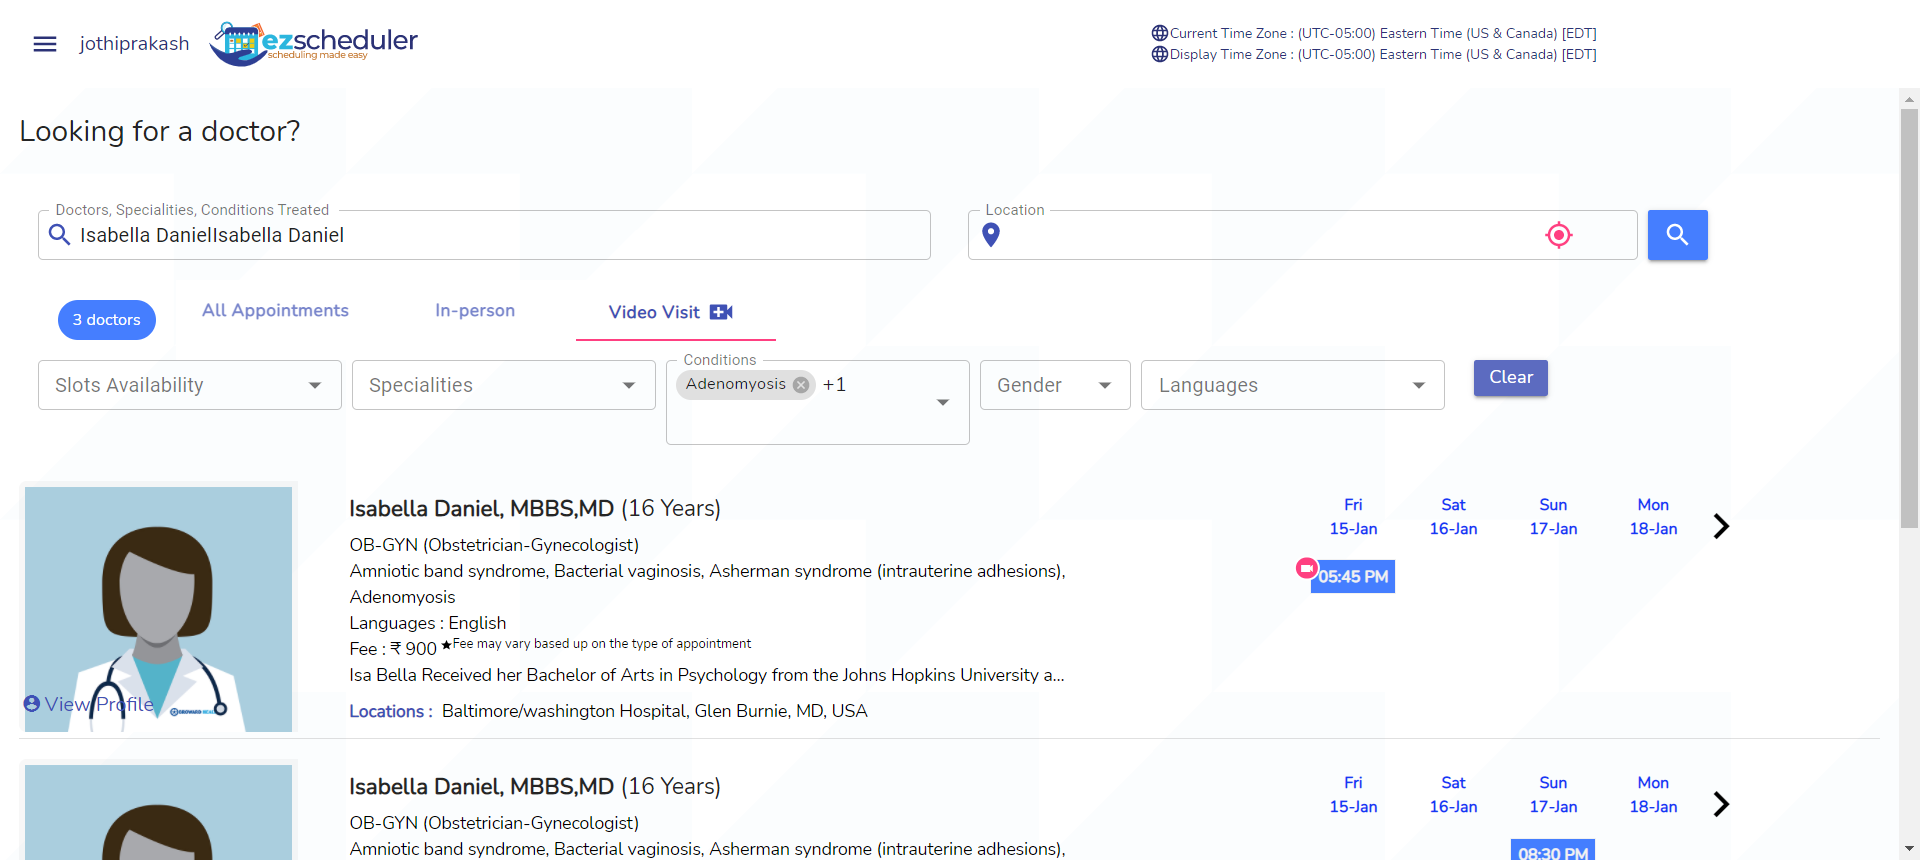 jothiprakash
ezscheduler
scheduling made easy
Current Time Zone : (UTC-05:00) Eastern Time (US & Canada) [EDT]
Display Time Zone : (UTC-05:00) Eastern Time (US & Canada) [EDT]
Looking for a doctor?
Doctors, Specialities, Conditions Treated
Isabella DanielIsabella Daniel
Location
3 doctors
All Appointments
In-person
Video Visit
Slots Availability
Specialities
Conditions
Adenomyosis +1
Gender
Languages
Clear
Isabella Daniel, MBBS,MD (16 Years)
OB-GYN (Obstetrician-Gynecologist)
Amniotic band syndrome, Bacterial vaginosis, Asherman syndrome (intrauterine adhesions),
Adenomyosis
Languages : English
Fee : ₹ 900 ★Fee may vary based up on the type of appointment
Isa Bella Received her Bachelor of Arts in Psychology from the Johns Hopkins University a...
View Profile
Locations : Baltimore/washington Hospital, Glen Burnie, MD, USA
Fri Sat Sun Mon
15-Jan 16-Jan 17-Jan 18-Jan
05:45 PM
Isabella Daniel, MBBS,MD (16 Years)
OB-GYN (Obstetrician-Gynecologist)
Amniotic band syndrome, Bacterial vaginosis, Asherman syndrome (intrauterine adhesions),
Fri Sat Sun Mon
15-Jan 16-Jan 17-Jan 18-Jan
08:30 PM